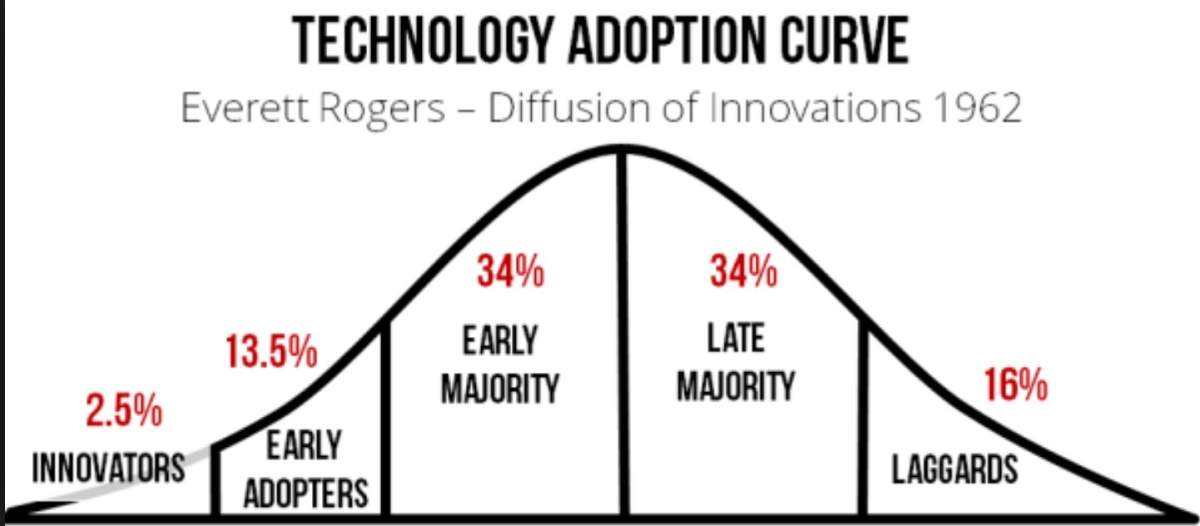 TECHNOLOGY ADOPTION CURVE
Everett Rogers – Diffusion of Innovations 1962
2.5%
INNOVATORS
13.5%
EARLY
ADOPTERS
34%
EARLY
MAJORITY
34%
LATE
MAJORITY
16%
LAGGARDS